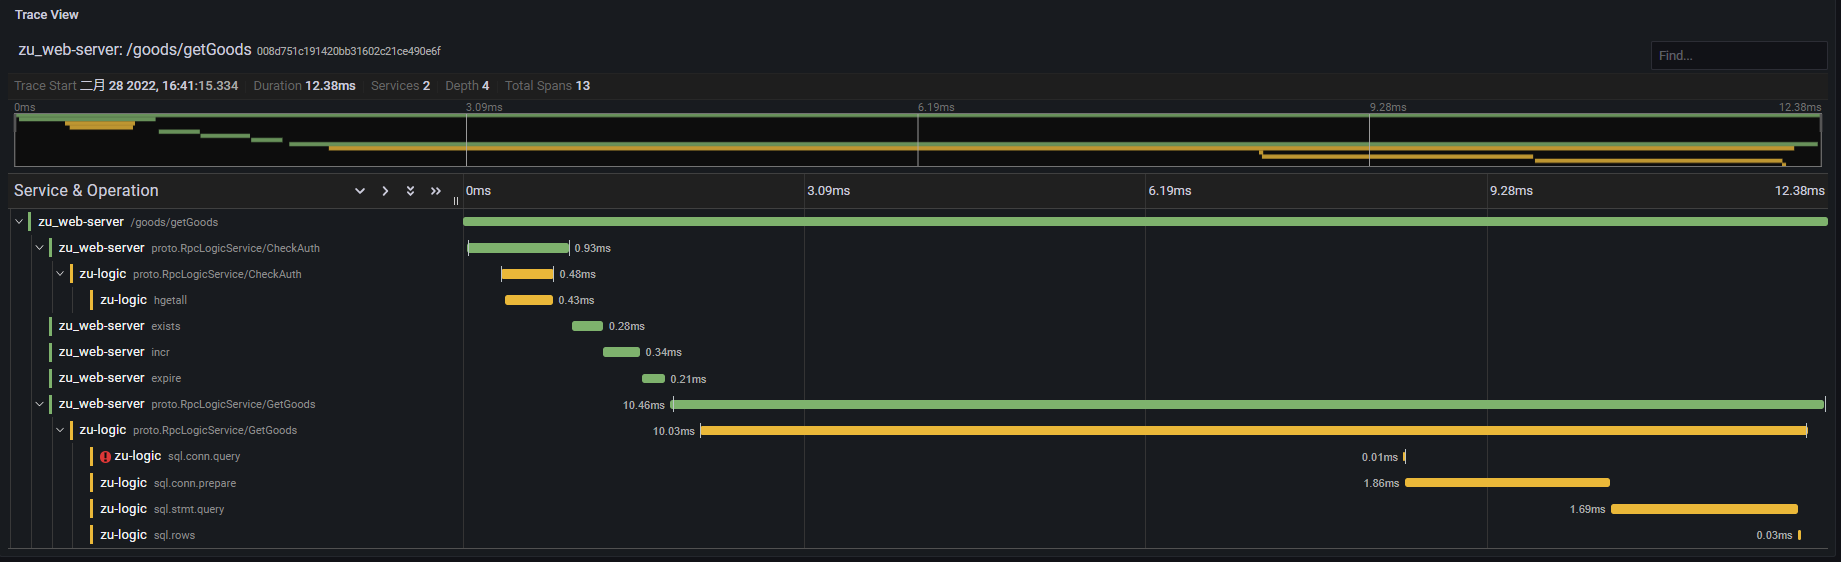 Trace View
zu_web-server: /goods/getGoods 008d751c191420bb31602c21ce490e6f
Find...
Trace Start 二月 28 2022, 16:41:15.334 Duration 12.38ms Services 2 Depth 4 Total Spans 13
0ms 3.09ms 6.19ms 9.28ms 12.38ms
Service & Operation 0ms 3.09ms 6.19ms 9.28ms 12.38ms
zu_web-server /goods/getGoods
zu_web-server proto.RpcLogicService/CheckAuth 0.93ms
zu-logic proto.RpcLogicService/CheckAuth 0.48ms
zu-logic hgetall 0.43ms
zu_web-server exists 0.28ms
zu_web-server incr 0.34ms
zu_web-server expire 0.21ms
zu_web-server proto.RpcLogicService/GetGoods 10.46ms
zu-logic proto.RpcLogicService/GetGoods 10.03ms
zu-logic sql.conn.query 0.01ms
zu-logic sql.conn.prepare 1.86ms
zu-logic sql.stmt.query 1.69ms
zu-logic sql.rows 0.03ms